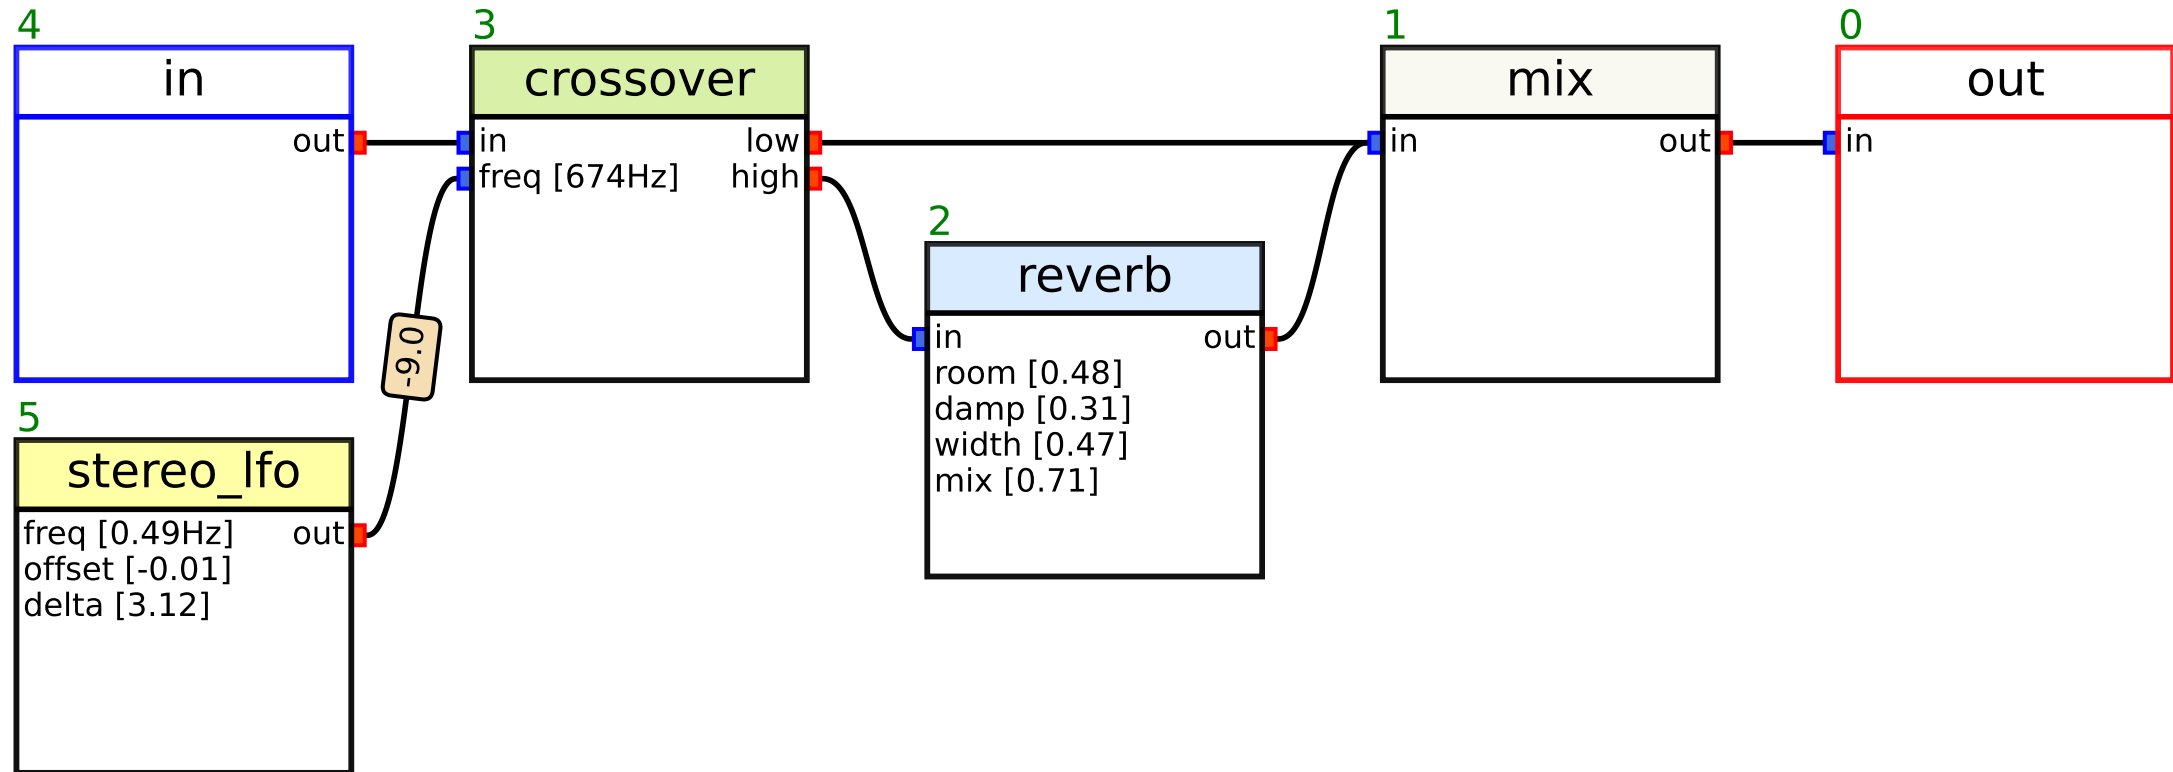 4
in
out
3
crossover
in
low
freq [674Hz]
high
2
reverb
in
out
room [0.48]
damp [0.31]
width [0.47]
mix [0.71]
1
mix
in
out
0
out
in
-9.0
5
stereo_lfo
freq [0.49Hz]
out
offset [-0.01]
delta [3.12]